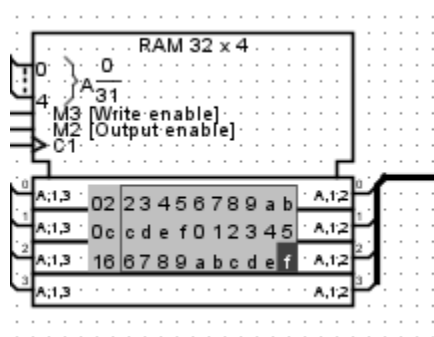 RAM 32 x 4
0
0
A
31
4
M3 [Write enable]
M2 [Output enable]
C1
0 A,1,3 02 2 3 4 5 6 7 8 9 a b A,1,2 0
1 A,1,3 0c c d e f 0 1 2 3 4 5 A,1,2 1
2 A,1,3 16 6 7 8 9 a b c d e f A,1,2 2
3 A,1,3 A,1,2 3